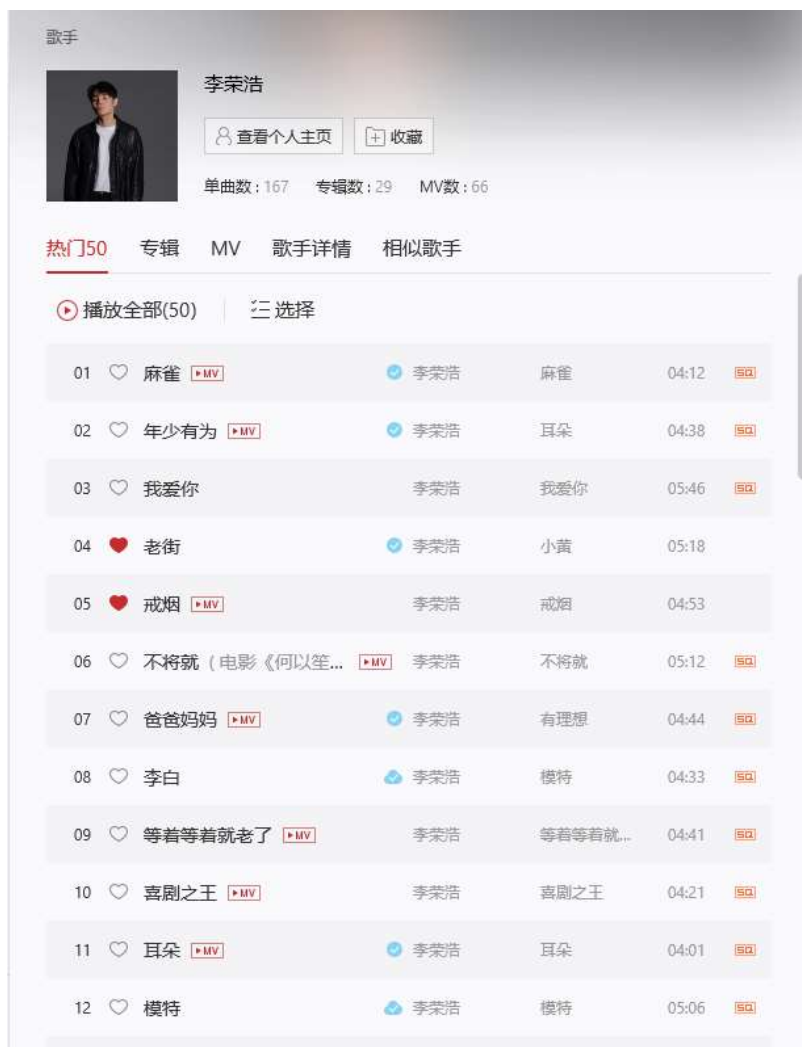 歌手
李荣浩
查看个人主页 收藏
单曲数：167 专辑数：29 MV数：66
热门50 专辑 MV 歌手详情 相似歌手
播放全部(50) 选择
01 麻雀 MV 李荣浩 麻雀 04:12 SQ
02 年少有为 MV 李荣浩 耳朵 04:38 SQ
03 我爱你 李荣浩 我爱你 05:46 SQ
04 老街 李荣浩 小黄 05:18
05 戒烟 MV 李荣浩 戒烟 04:53
06 不将就（电影《何以笙... MV 李荣浩 不将就 05:12 SQ
07 爸爸妈妈 MV 李荣浩 有理想 04:44 SQ
08 李白 李荣浩 模特 04:33 SQ
09 等着等着就老了 MV 李荣浩 等着等着就... 04:41 SQ
10 喜剧之王 MV 李荣浩 喜剧之王 04:21 SQ
11 耳朵 MV 李荣浩 耳朵 04:01 SQ
12 模特 李荣浩 模特 05:06 SQ